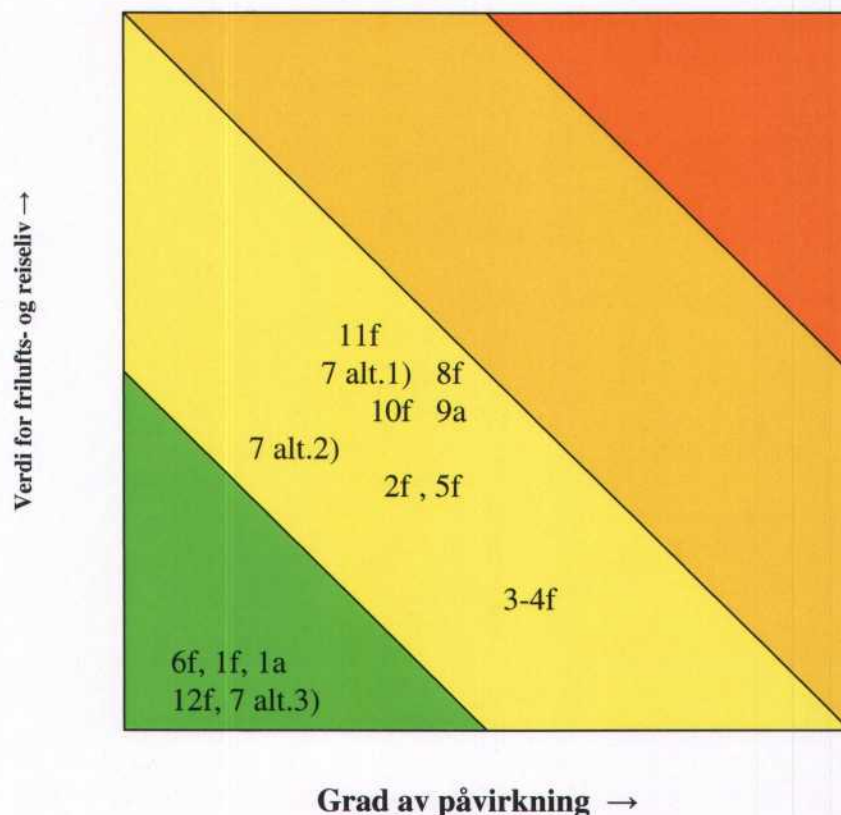 Verdi for frilufts- og reiseliv →
11f
7 alt.1) 8f
10f 9a
7 alt.2)
2f , 5f
3-4f
6f, 1f, 1a
12f, 7 alt.3)
Grad av påvirkning →